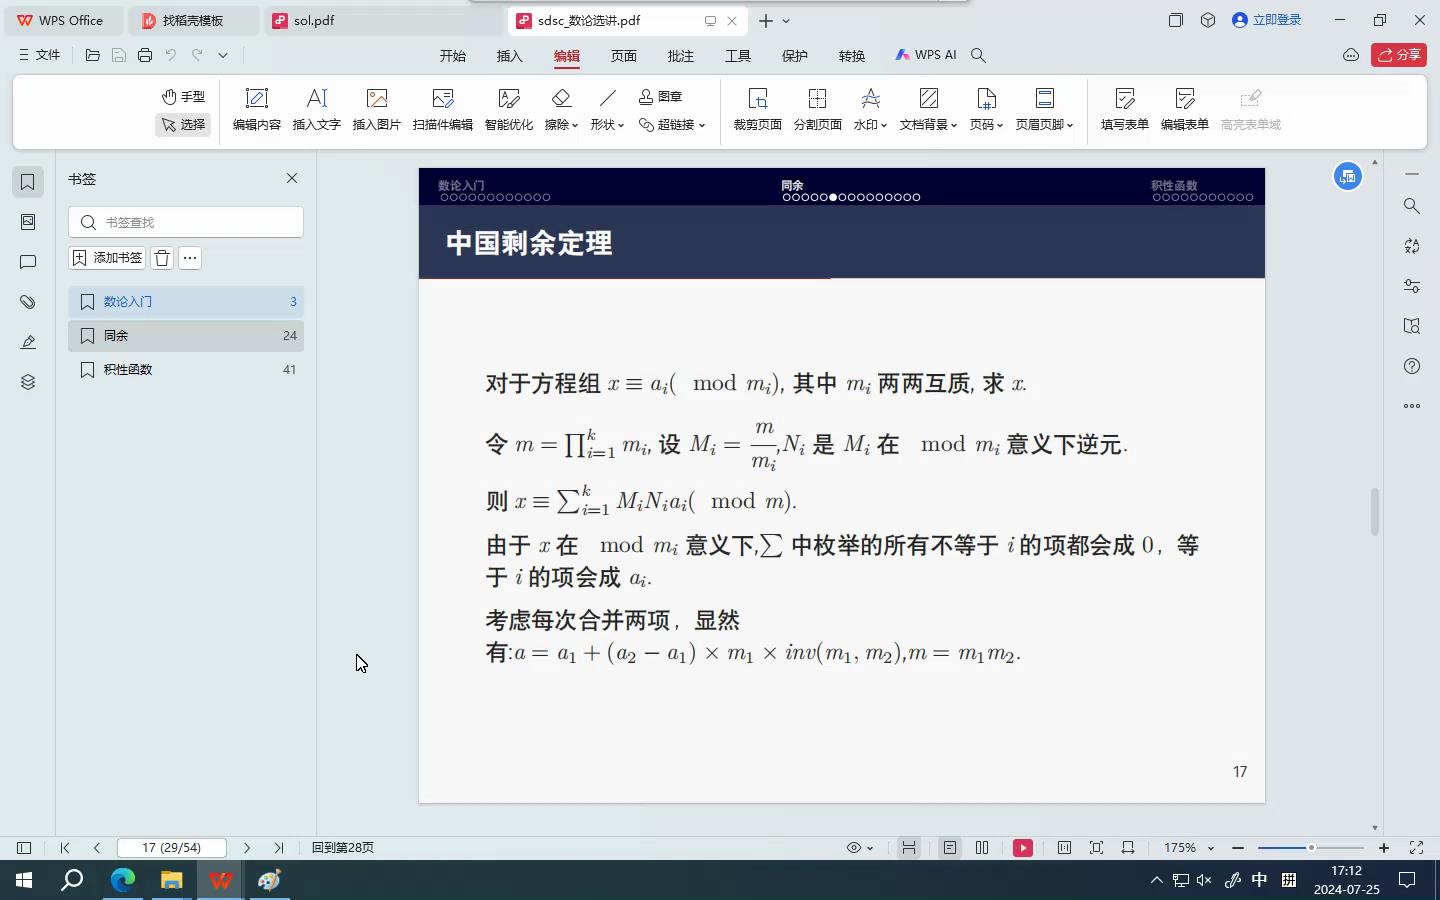 WPS Office
找稻壳模板
sol.pdf
sdsc_数论选讲.pdf
立即登录
文件
开始
插入
编辑
页面
批注
工具
保护
转换
WPS AI
分享
手型
选择
编辑内容
插入文字
插入图片
扫描件编辑
智能优化
擦除
形状
图章
超链接
裁剪页面
分割页面
水印
文档背景
页码
页眉页脚
填写表单
编辑表单
高亮表单域
书签
书签查找
添加书签
数论入门 3
同余 24
积性函数 41
数论入门
同余
积性函数
中国剩余定理
对于方程组 x ≡ a_i( mod m_i), 其中 m_i 两两互质, 求 x.
令 m = ∏_{i=1}^k m_i, 设 M_i = m/m_i, N_i 是 M_i 在 mod m_i 意义下逆元.
则 x ≡ ∑_{i=1}^k M_i N_i a_i( mod m).
由于 x 在 mod m_i 意义下,∑ 中枚举的所有不等于 i 的项都会成 0，等
于 i 的项会成 a_i.
考虑每次合并两项，显然
有:a = a_1 + (a_2 − a_1) × m_1 × inv(m_1, m_2),m = m_1m_2.
17
17 (29/54)
回到第28页
175%
中
拼
17:12
2024-07-25